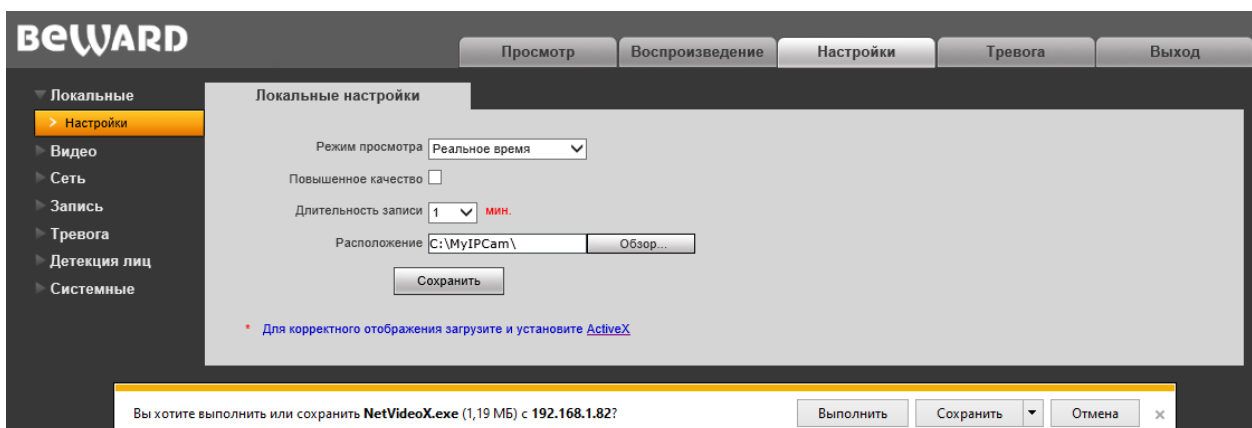 BEWARD
Просмотр Воспроизведение Настройки Тревога Выход
Локальные
> Настройки
Видео
Сеть
Запись
Тревога
Детекция лиц
Системные
Локальные настройки
Режим просмотра Реальное время
Повышенное качество
Длительность записи 1 мин.
Расположение C:\MyIPCam\ Обзор...
Сохранить
* Для корректного отображения загрузите и установите ActiveX
Вы хотите выполнить или сохранить NetVideoX.exe (1,19 МБ) с 192.168.1.82? Выполнить Сохранить Отмена ×